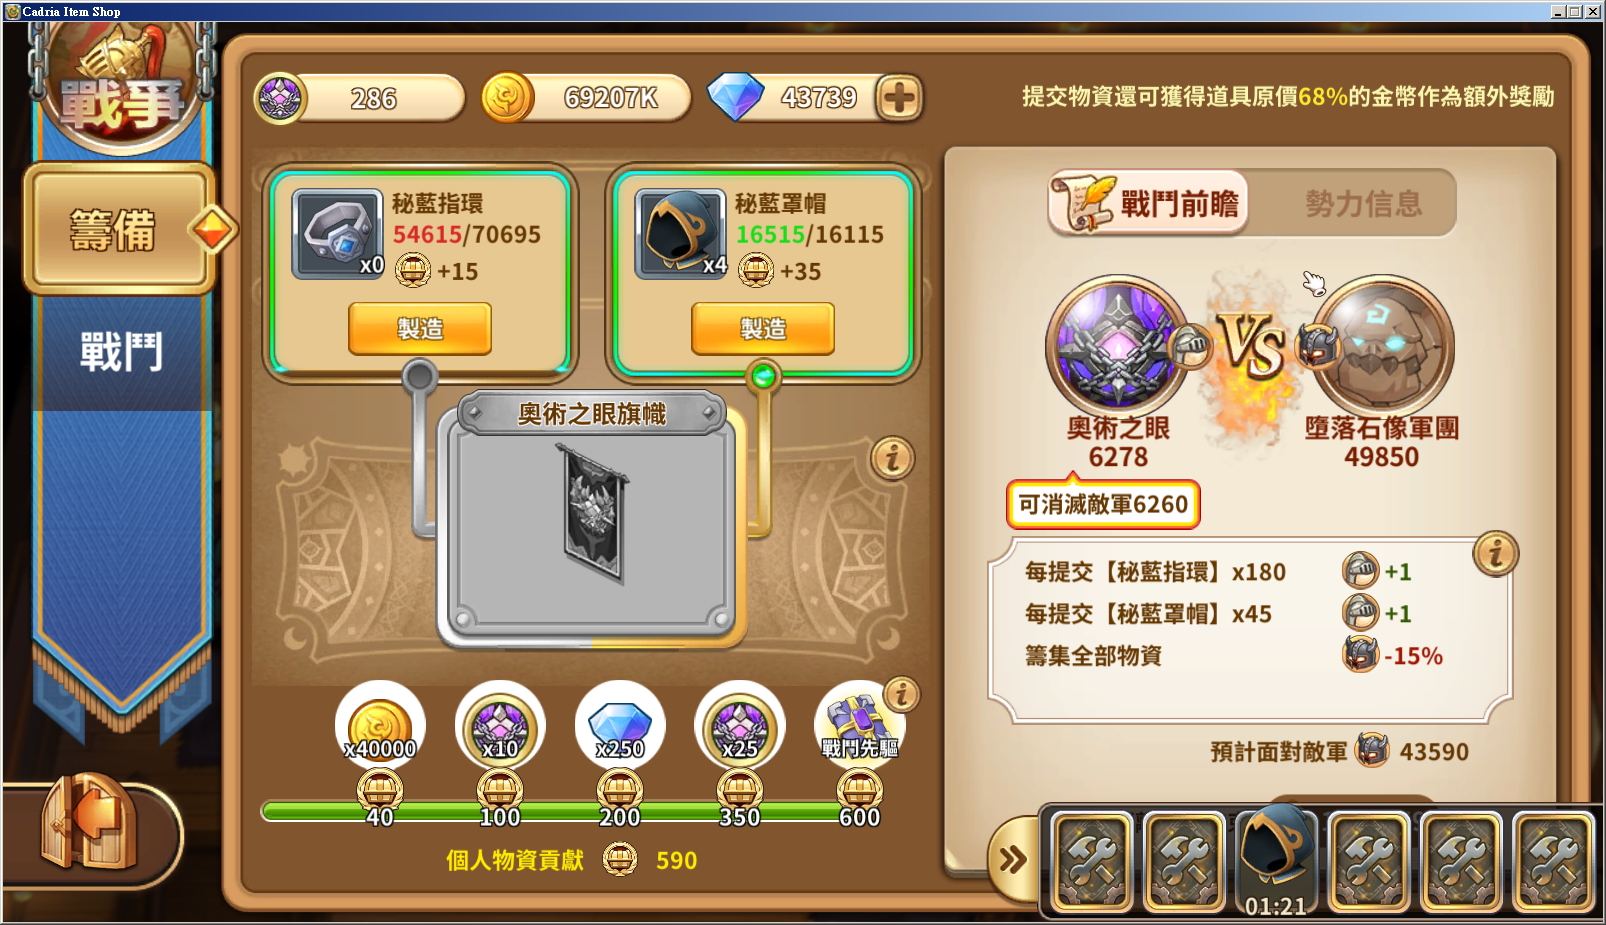 Cadria Item Shop
戰爭
籌備
戰鬥
286
69207K
43739
提交物資還可獲得道具原價68%的金幣作為額外獎勵
秘藍指環
54615/70695
x0
+15
製造
秘藍罩帽
16515/16115
x4
+35
製造
奧術之眼旗幟
x40000
x10
x250
x25
戰鬥先驅
40
100
200
350
600
個人物資貢獻 590
戰鬥前瞻
勢力信息
VS
奧術之眼
6278
墮落石像軍團
49850
可消滅敵軍6260
每提交【秘藍指環】x180 +1
每提交【秘藍罩帽】x45 +1
籌集全部物資 -15%
預計面對敵軍 43590
01:21